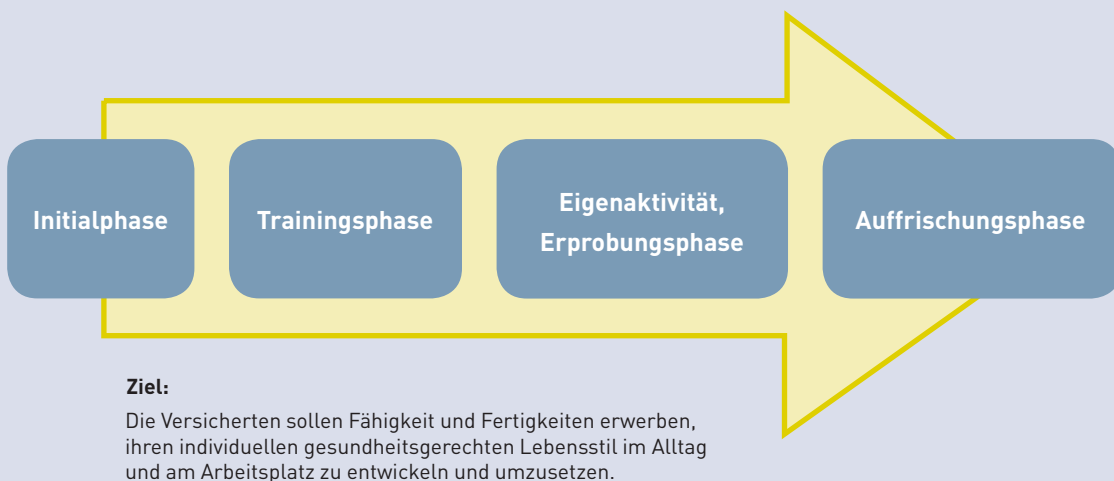 Initialphase
Trainingsphase
Eigenaktivität,
Erprobungsphase
Auffrischungsphase
Ziel:
Die Versicherten sollen Fähigkeit und Fertigkeiten erwerben,
ihren individuellen gesundheitsgerechten Lebensstil im Alltag
und am Arbeitsplatz zu entwickeln und umzusetzen.